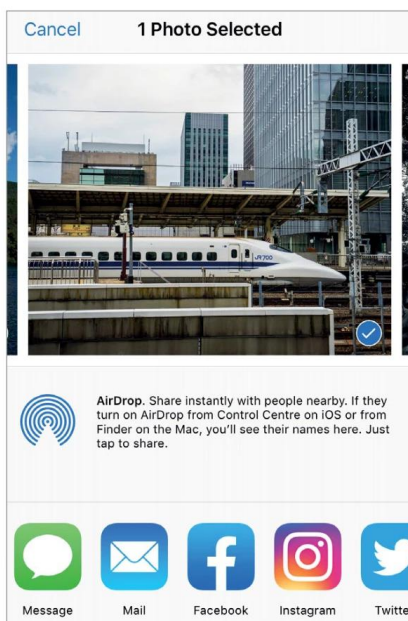 Cancel 1 Photo Selected
JR700
AirDrop. Share instantly with people nearby. If they
turn on AirDrop from Control Centre on iOS or from
Finder on the Mac, you’ll see their names here. Just
tap to share.
Message Mail Facebook Instagram Twitte